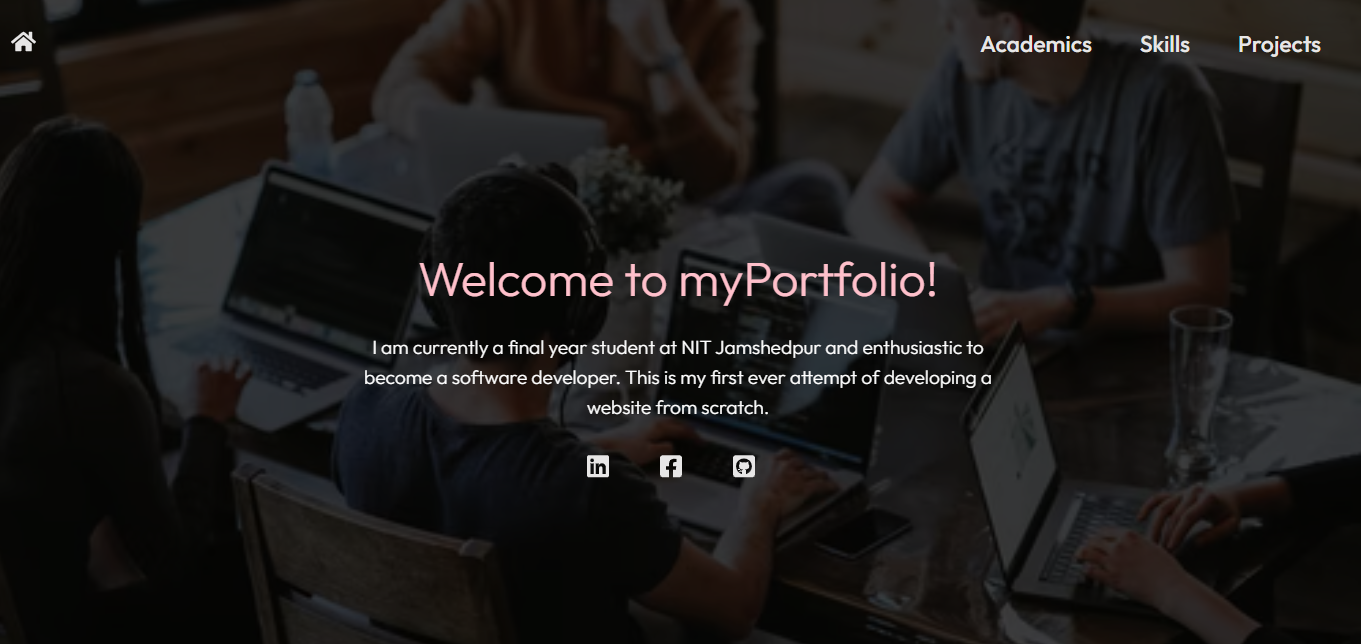 Academics Skills Projects
Welcome to myPortfolio!
I am currently a final year student at NIT Jamshedpur and enthusiastic to
become a software developer. This is my first ever attempt of developing a
website from scratch.
in f